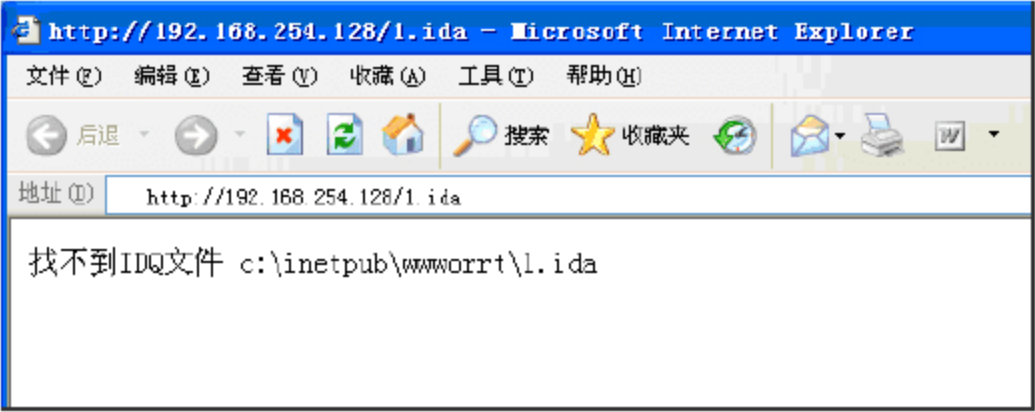 http://192.168.254.128/1.ida - Microsoft Internet Explorer
文件(F) 编辑(E) 查看(V) 收藏(A) 工具(T) 帮助(H)
后退 搜索 收藏夹 W
地址(D) http://192.168.254.128/1.ida
找不到IDQ文件 c:\inetpub\wwworrt\1.ida